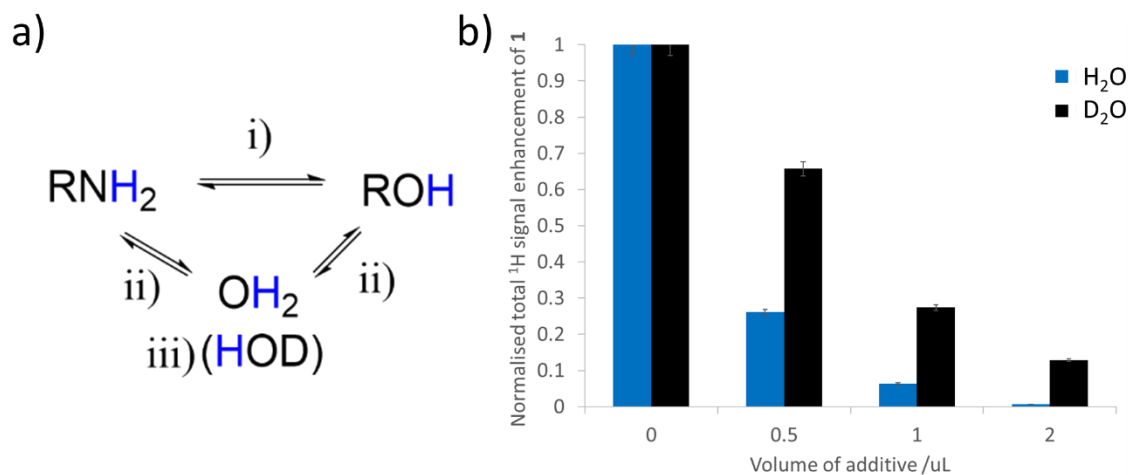 a)
i)
RNH₂
ROH
ii)
ii)
OH₂
iii) (HOD)
b)
Normalised total ¹H signal enhancement of 1
1
0.9
0.8
0.7
0.6
0.5
0.4
0.3
0.2
0.1
0
0 0.5 1 2
Volume of additive /uL
H₂O
D₂O